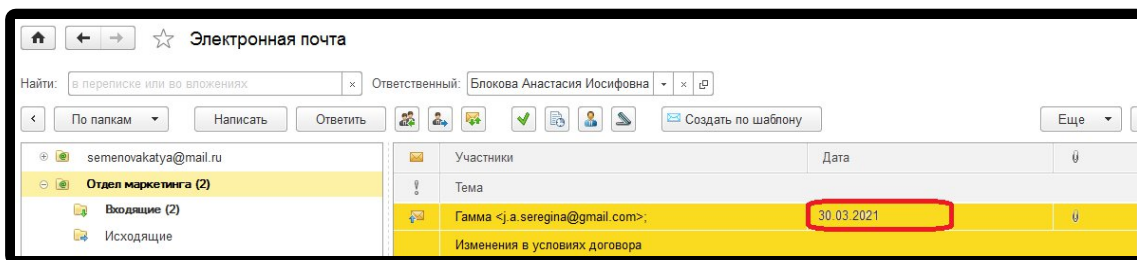 Электронная почта
Найти: в переписке или во вложениях × Ответственный: Блокова Анастасия Иосифовна
По папкам Написать Ответить Создать по шаблону Еще
semenovakatya@mail.ru Участники Дата
Отдел маркетинга (2) Тема
Входящие (2) Гамма <j.a.seregina@gmail.com>; 30.03.2021
Исходящие Изменения в условиях договора